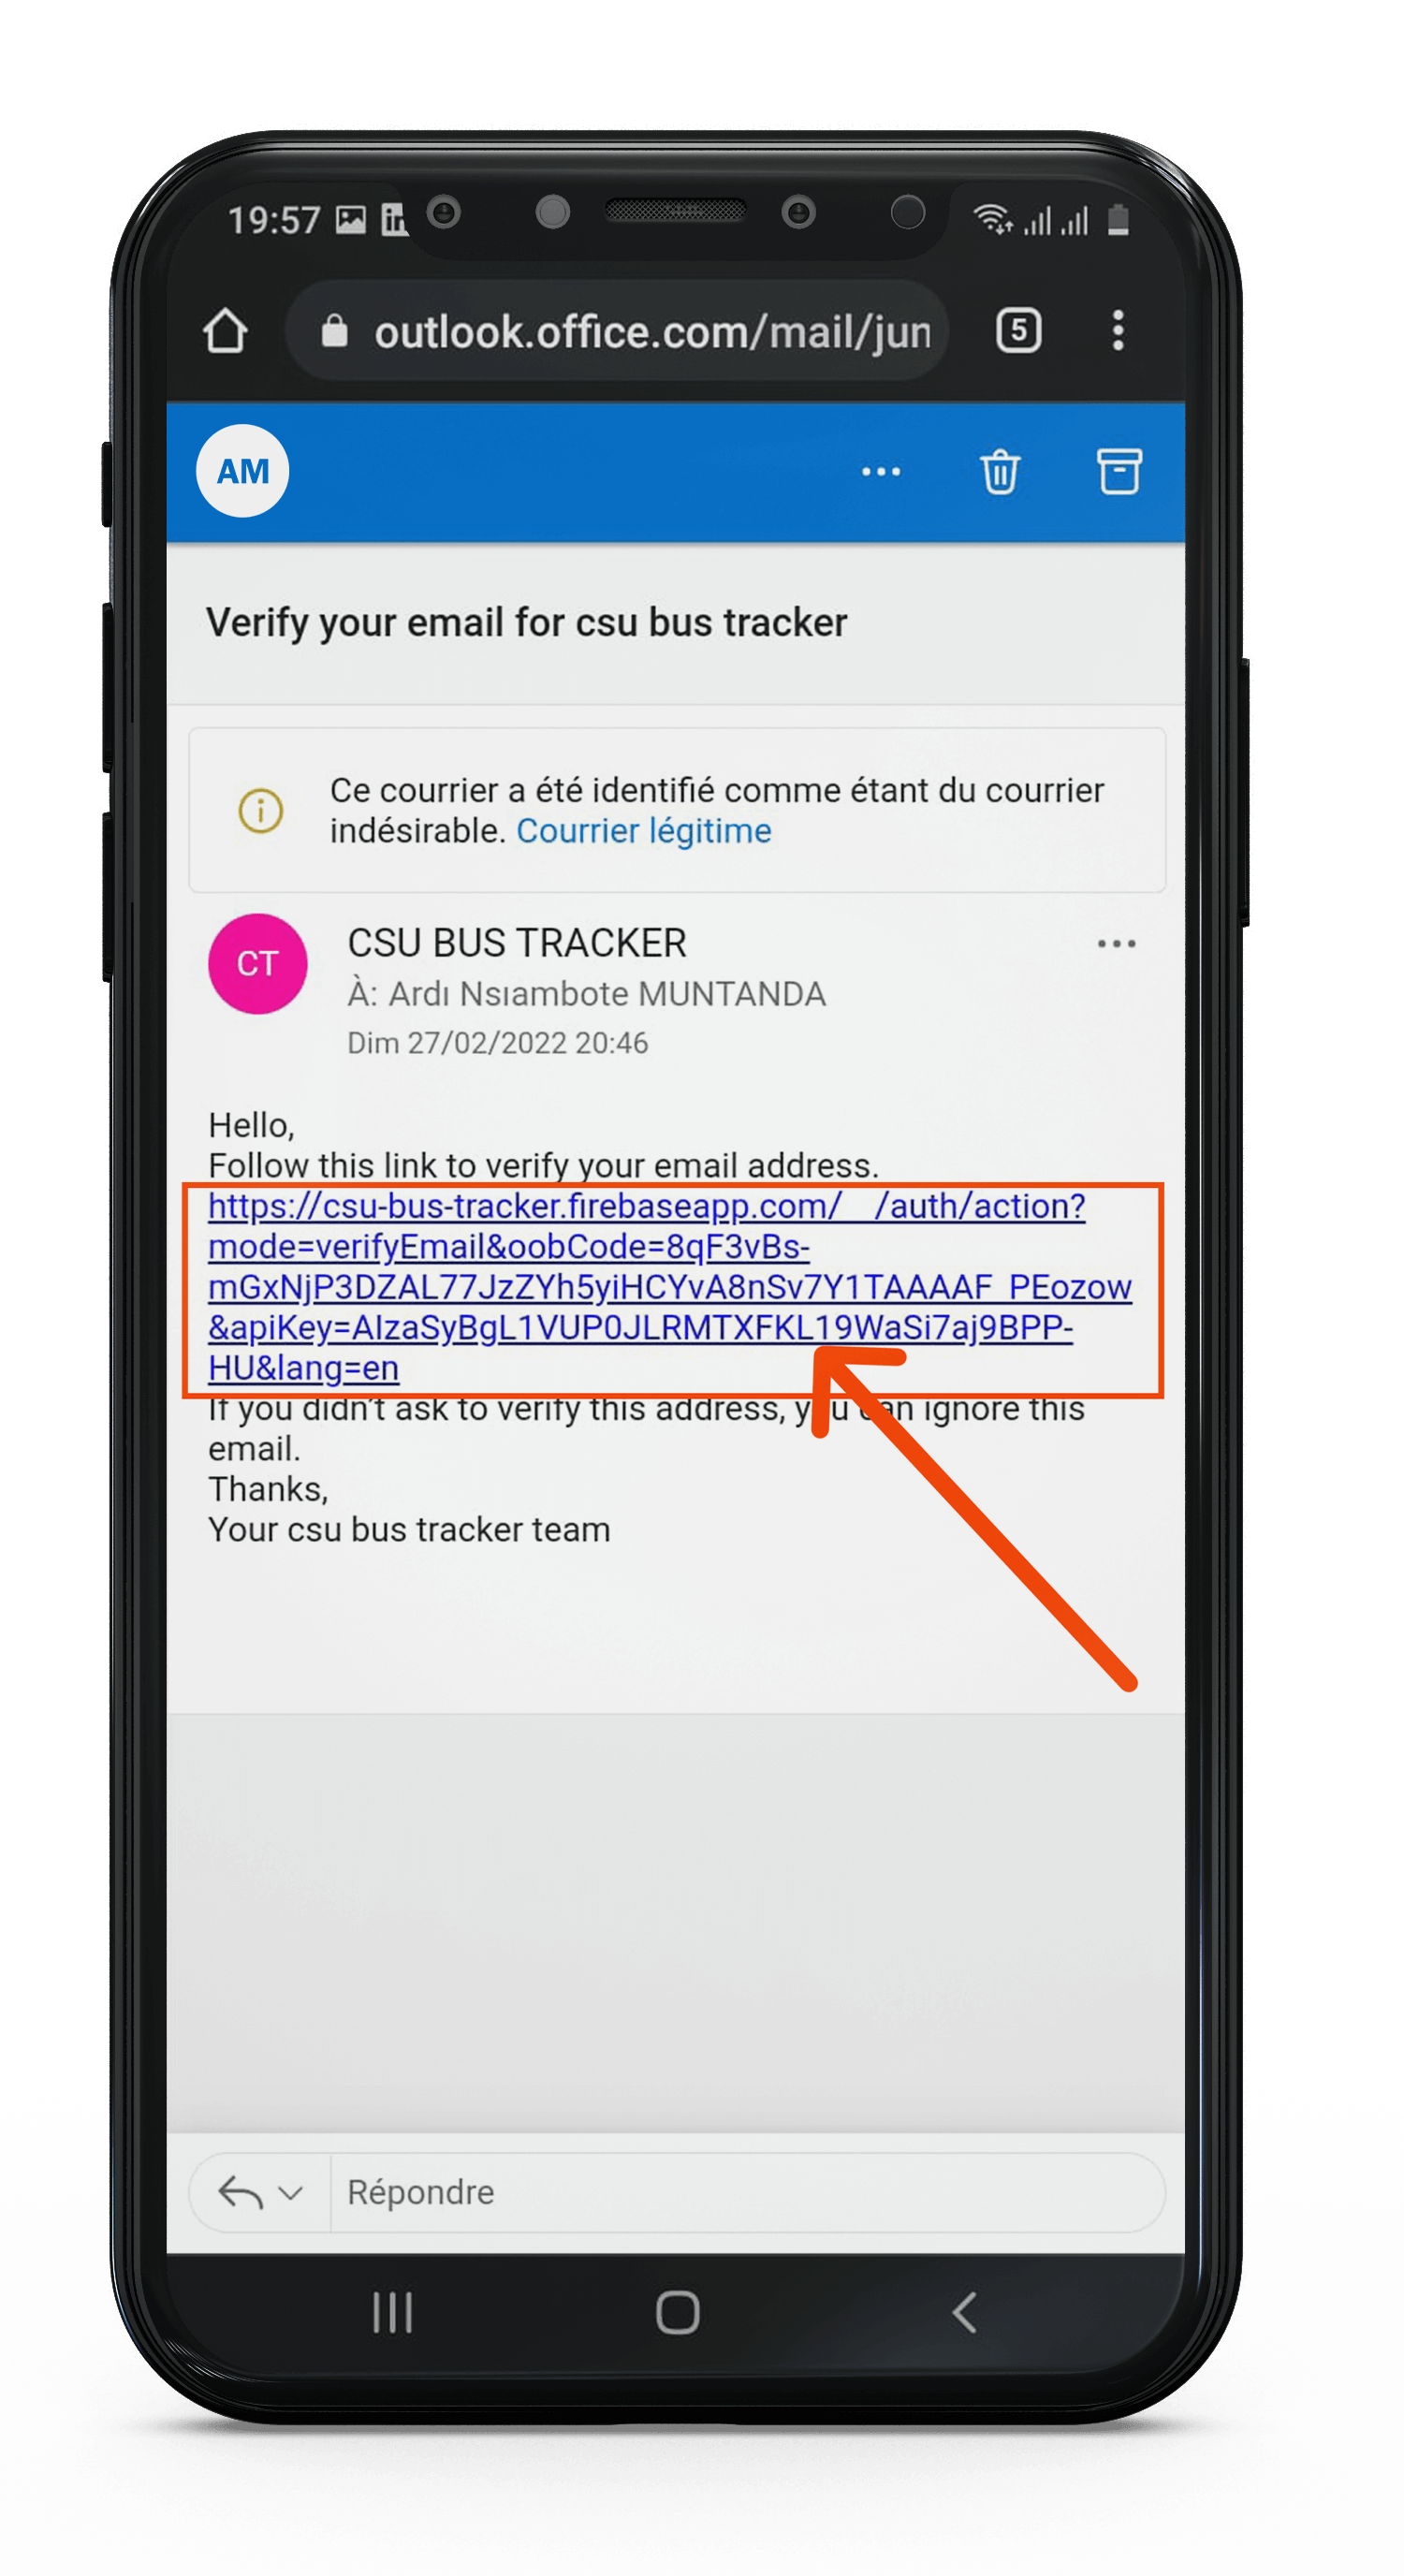 19:57
outlook.office.com/mail/jun
5
AM
Verify your email for csu bus tracker
Ce courrier a été identifié comme étant du courrier
indésirable. Courrier légitime
CT
CSU BUS TRACKER
À: Ardı Nsıambote MUNTANDA
Dim 27/02/2022 20:46
Hello,
Follow this link to verify your email address.
https://csu-bus-tracker.firebaseapp.com/__/auth/action?
mode=verifyEmail&oobCode=8qF3vBs-
mGxNjP3DZAL77JzZYh5yiHCYvA8nSv7Y1TAAAAF_PEozow
&apiKey=AIzaSyBgL1VUP0JLRMTXFKL19WaSi7aj9BPP-
HU&lang=en
If you didn't ask to verify this address, you can ignore this
email.
Thanks,
Your csu bus tracker team
Répondre